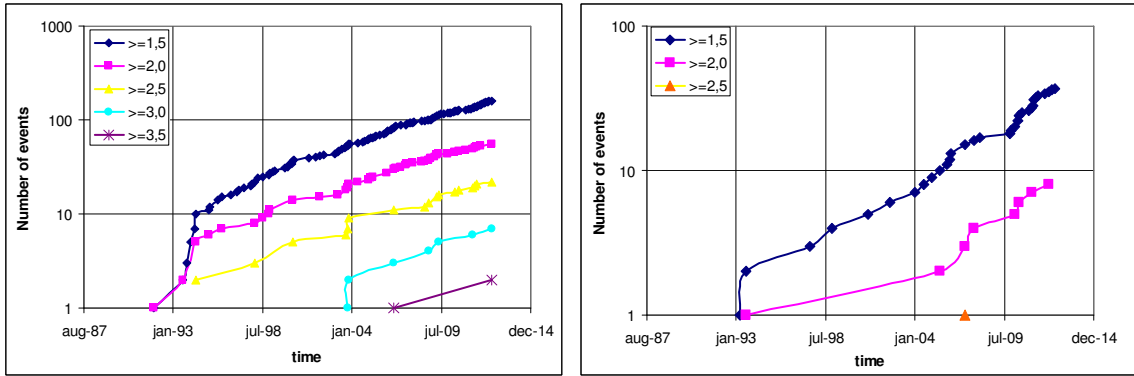 1000
100
10
1
Number of events
>=1,5
>=2,0
>=2,5
>=3,0
>=3,5
aug-87 jan-93 jul-98 jan-04 jul-09 dec-14
time
100
10
1
Number of events
>=1,5
>=2,0
>=2,5
aug-87 jan-93 jul-98 jan-04 jul-09 dec-14
time